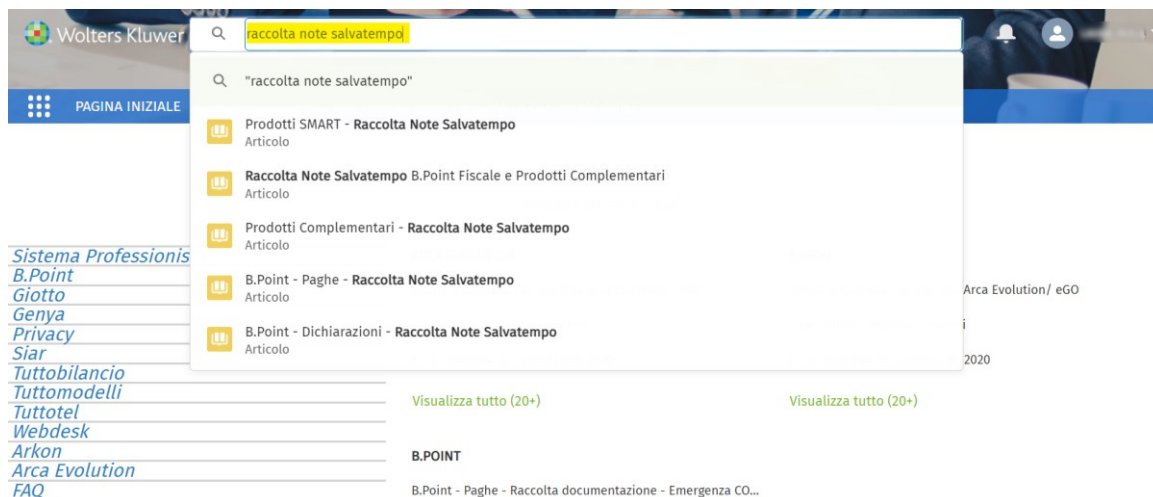 Wolters Kluwer
raccolta note salvatempo
"raccolta note salvatempo"
PAGINA INIZIALE
Prodotti SMART - Raccolta Note Salvatempo
Articolo
Raccolta Note Salvatempo B.Point Fiscale e Prodotti Complementari
Articolo
Prodotti Complementari - Raccolta Note Salvatempo
Articolo
B.Point - Paghe - Raccolta Note Salvatempo
Articolo
B.Point - Dichiarazioni - Raccolta Note Salvatempo
Articolo
Sistema Professionis
B.Point
Giotto
Genya
Privacy
Siar
Tuttobilancio
Tuttomodelli
Tuttotel
Webdesk
Arkon
Arca Evolution
FAQ
Arca Evolution/ eGO
i
2020
Visualizza tutto (20+)
Visualizza tutto (20+)
B.POINT
B.Point - Paghe - Raccolta documentazione - Emergenza CO...